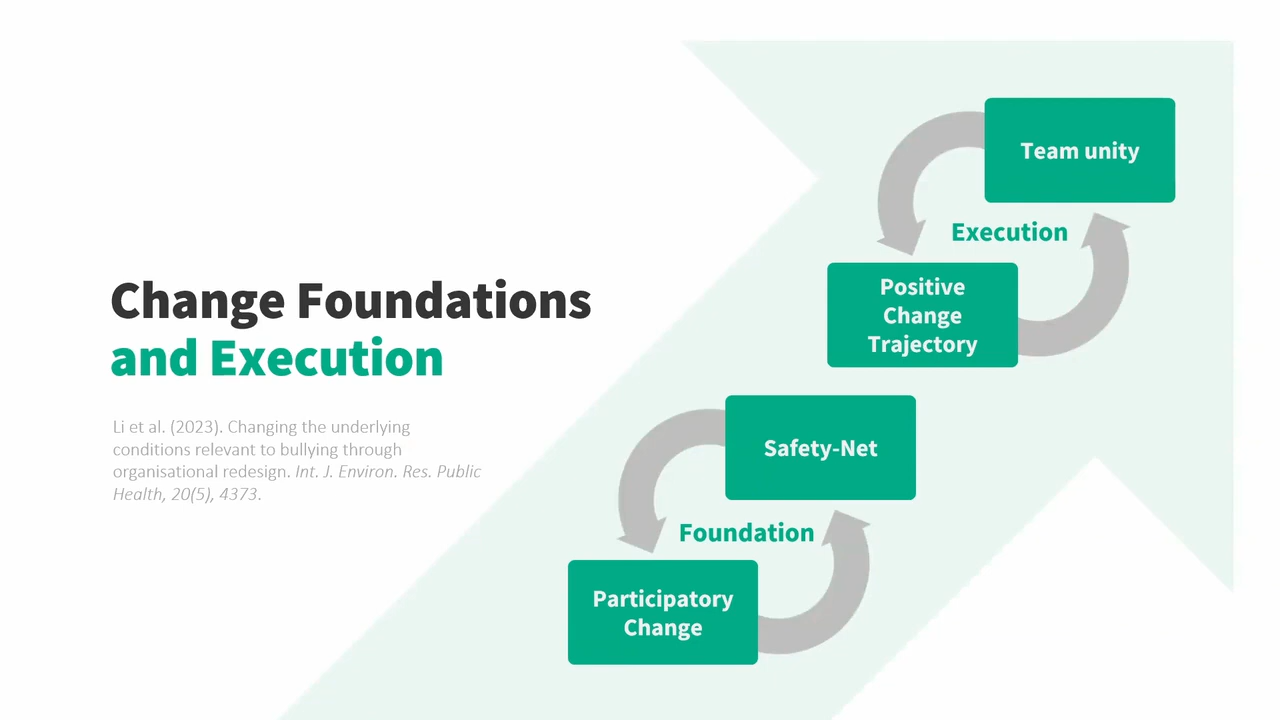 Change Foundations
and Execution
Li et al. (2023). Changing the underlying
conditions relevant to bullying through
organisational redesign. Int. J. Environ. Res. Public
Health, 20(5), 4373.
Team unity
Execution
Positive
Change
Trajectory
Safety-Net
Foundation
Participatory
Change